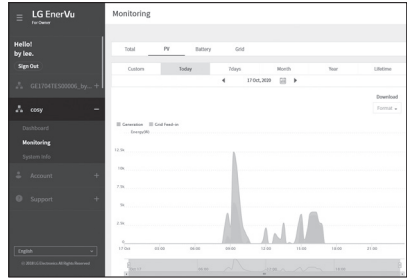 LG EnerVu
For Owner
Monitoring
Hello!
by lee.
Sign Out
Total PV Battery Grid
Custom Today 7days Month Year Lifetime
17 Oct, 2020
cosy
Dashboard
Monitoring
System info
Account
Support
Download
Format
Generation Grid Feed-in
Energy(W)
12.5k
10k
7.5k
5k
2.5k
0
17 Oct 03:00 06:00 09:00 12:00 15:00 18:00 21:00
English